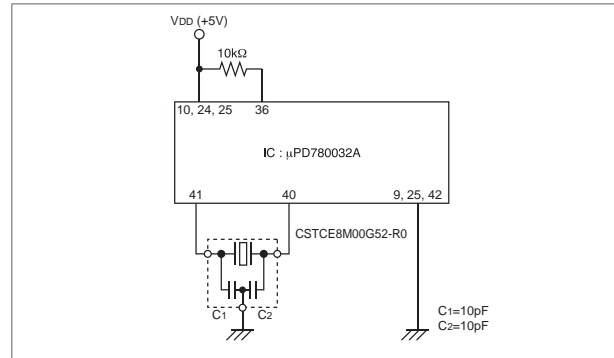 VDD (+5V)
10kΩ
10, 24, 25 36
IC : μPD780032A
41 40 9, 25, 42
CSTCE8M00G52-R0
C1 C2
C1=10pF
C2=10pF